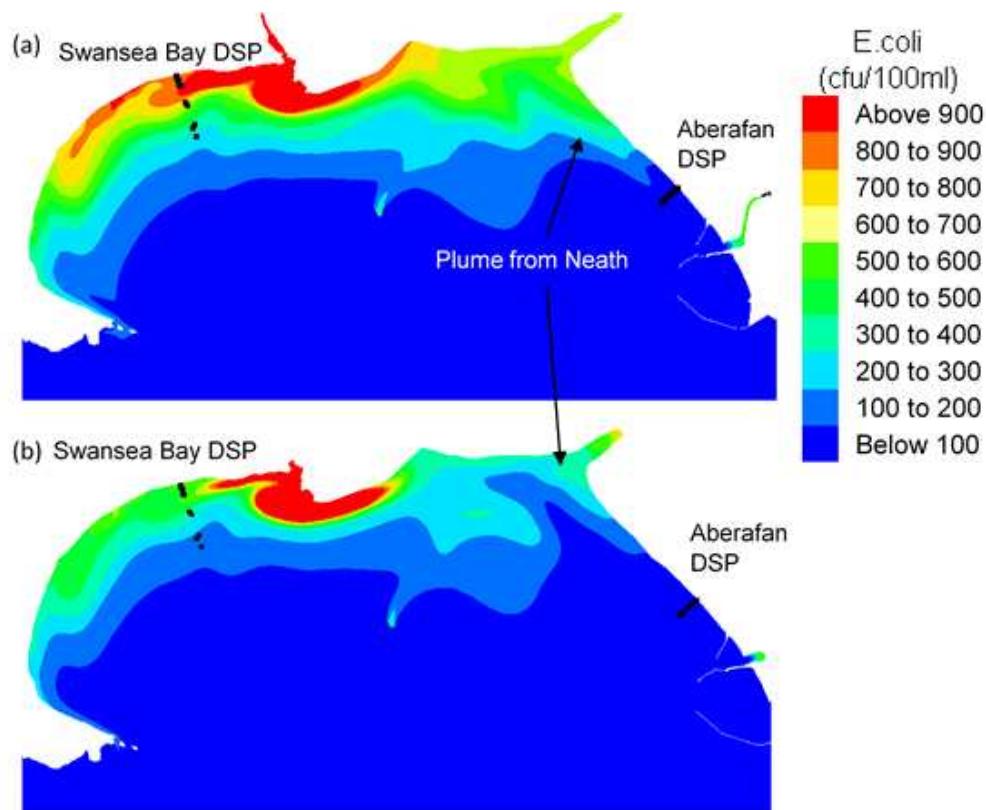 (a)
Swansea Bay DSP
E.coli
(cfu/100ml)
Above 900
800 to 900
700 to 800
600 to 700
500 to 600
400 to 500
300 to 400
200 to 300
100 to 200
Below 100
Aberafan
DSP
Plume from Neath
(b) Swansea Bay DSP
Aberafan
DSP